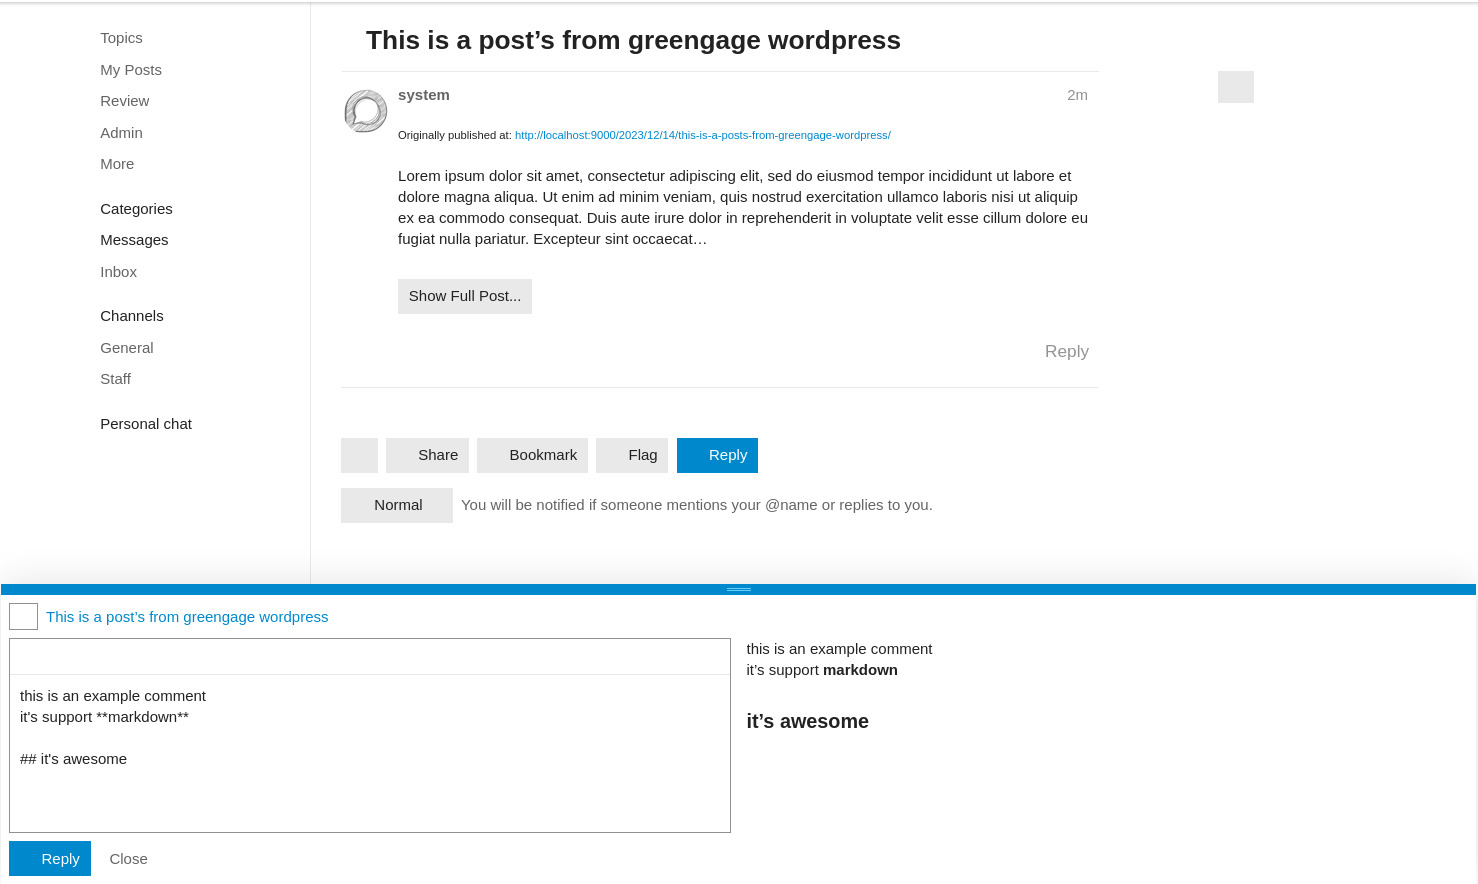 Topics
My Posts
Review
Admin
More
Categories
Messages
Inbox
Channels
General
Staff
Personal chat
This is a post’s from greengage wordpress
system 2m
Originally published at: http://localhost:9000/2023/12/14/this-is-a-posts-from-greengage-wordpress/
Lorem ipsum dolor sit amet, consectetur adipiscing elit, sed do eiusmod tempor incididunt ut labore et
dolore magna aliqua. Ut enim ad minim veniam, quis nostrud exercitation ullamco laboris nisi ut aliquip
ex ea commodo consequat. Duis aute irure dolor in reprehenderit in voluptate velit esse cillum dolore eu
fugiat nulla pariatur. Excepteur sint occaecat…
Show Full Post...
Reply
Share Bookmark Flag Reply
Normal You will be notified if someone mentions your @name or replies to you.
This is a post’s from greengage wordpress
this is an example comment
it's support **markdown**
## it's awesome
this is an example comment
it’s support markdown
it’s awesome
Reply Close